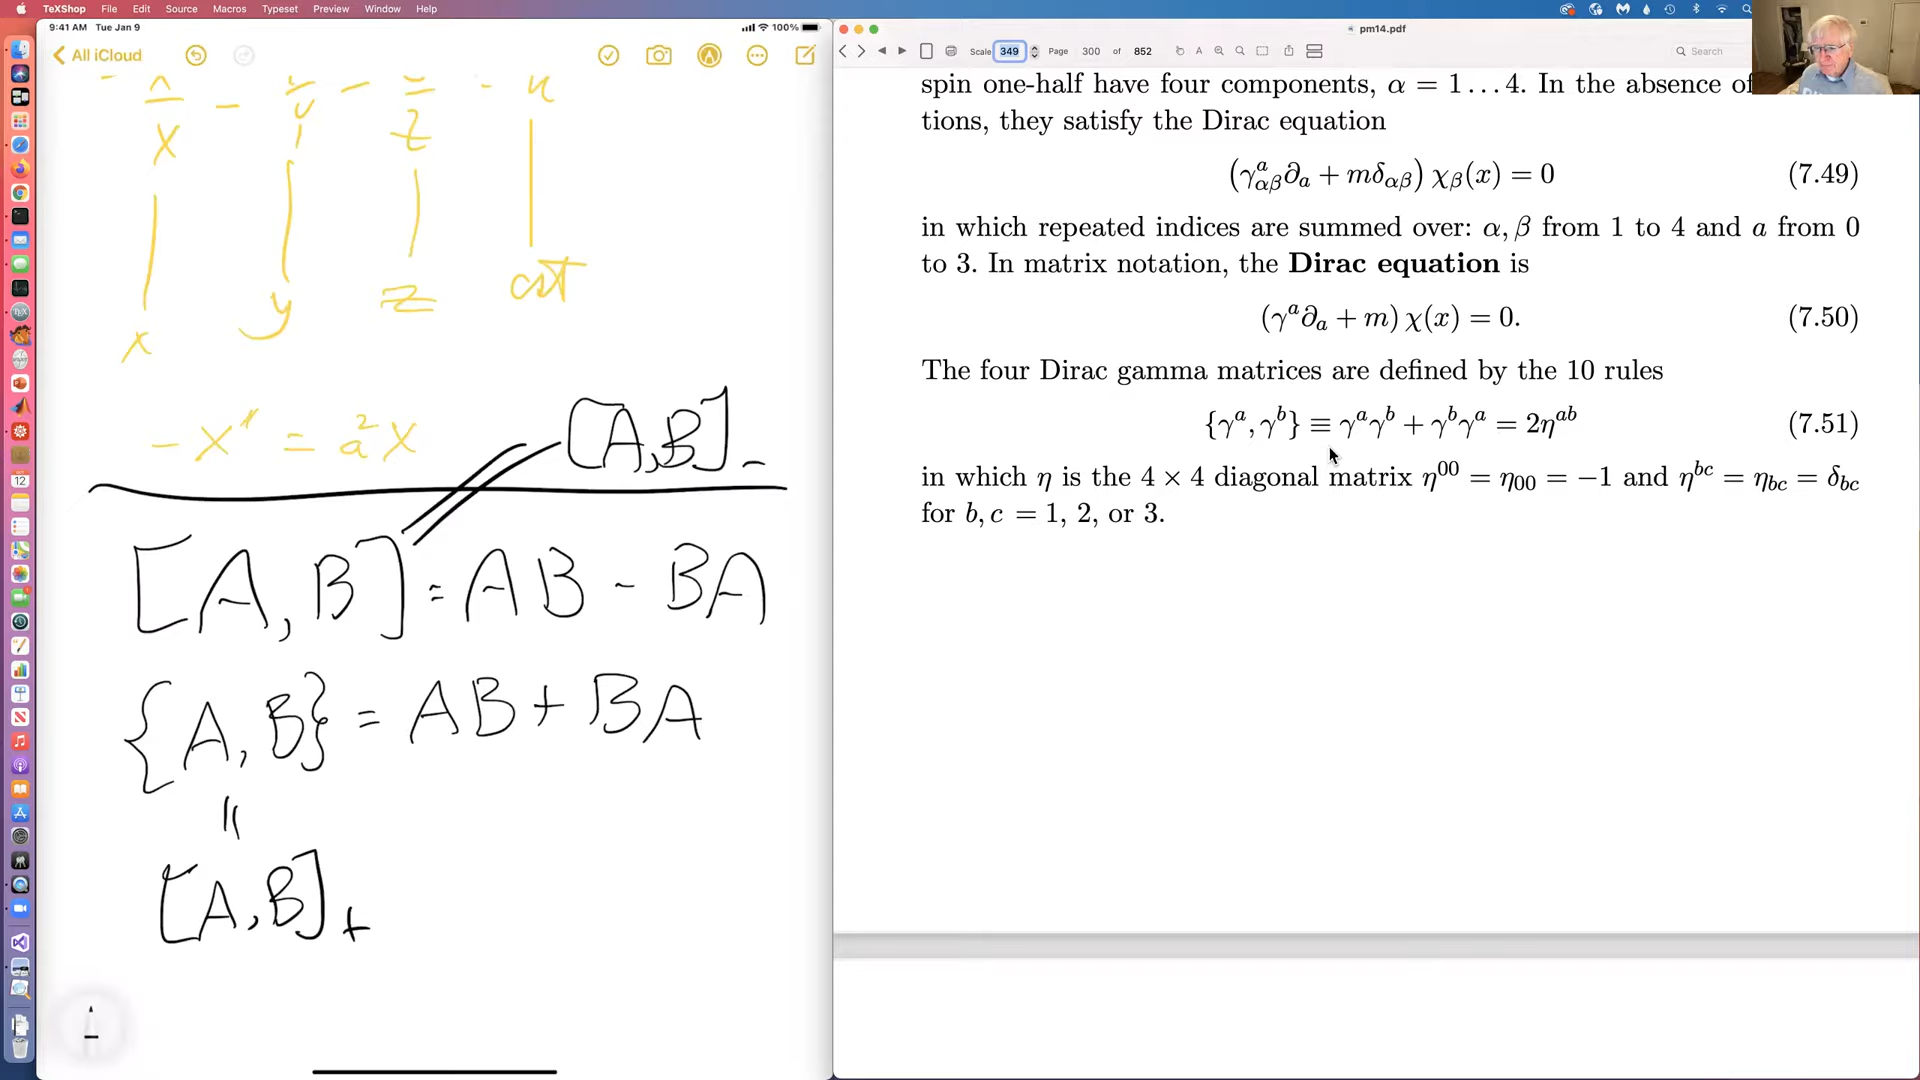 TeXShop File Edit Source Macros Typeset Preview Window Help
9:41 AM Tue Jan 9
100%
All iCloud
X Z
x y z cst
- X" = a²X
[A,B]_-
[A, B] = AB - BA
{A, B} = AB + BA
=
[A, B]_+
pm14.pdf
Scale 349 Page 300 of 852 Search
spin one-half have four components, α = 1 . . . 4. In the absence of
tions, they satisfy the Dirac equation
(γ^a_{αβ}∂_a + mδ_{αβ}) χ_β(x) = 0 (7.49)
in which repeated indices are summed over: α, β from 1 to 4 and a from 0
to 3. In matrix notation, the Dirac equation is
(γ^a∂_a + m) χ(x) = 0. (7.50)
The four Dirac gamma matrices are defined by the 10 rules
{γ^a, γ^b} ≡ γ^aγ^b + γ^bγ^a = 2η^{ab} (7.51)
in which η is the 4 × 4 diagonal matrix η^{00} = η_{00} = −1 and η^{bc} = η_{bc} = δ_{bc}
for b, c = 1, 2, or 3.